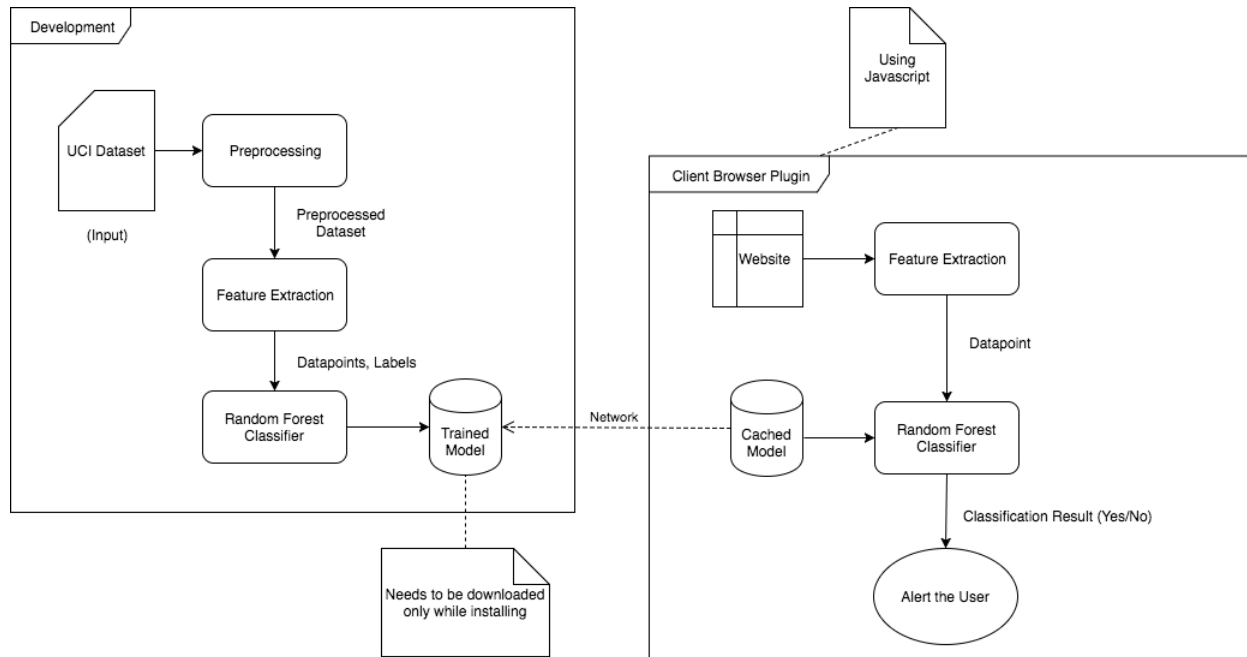 Development
UCI Dataset
(Input)
Preprocessing
Preprocessed
Dataset
Feature Extraction
Datapoints, Labels
Random Forest
Classifier
Trained
Model
Needs to be downloaded
only while installing
Network
Using
Javascript
Client Browser Plugin
Website
Feature Extraction
Datapoint
Cached
Model
Random Forest
Classifier
Classification Result (Yes/No)
Alert the User